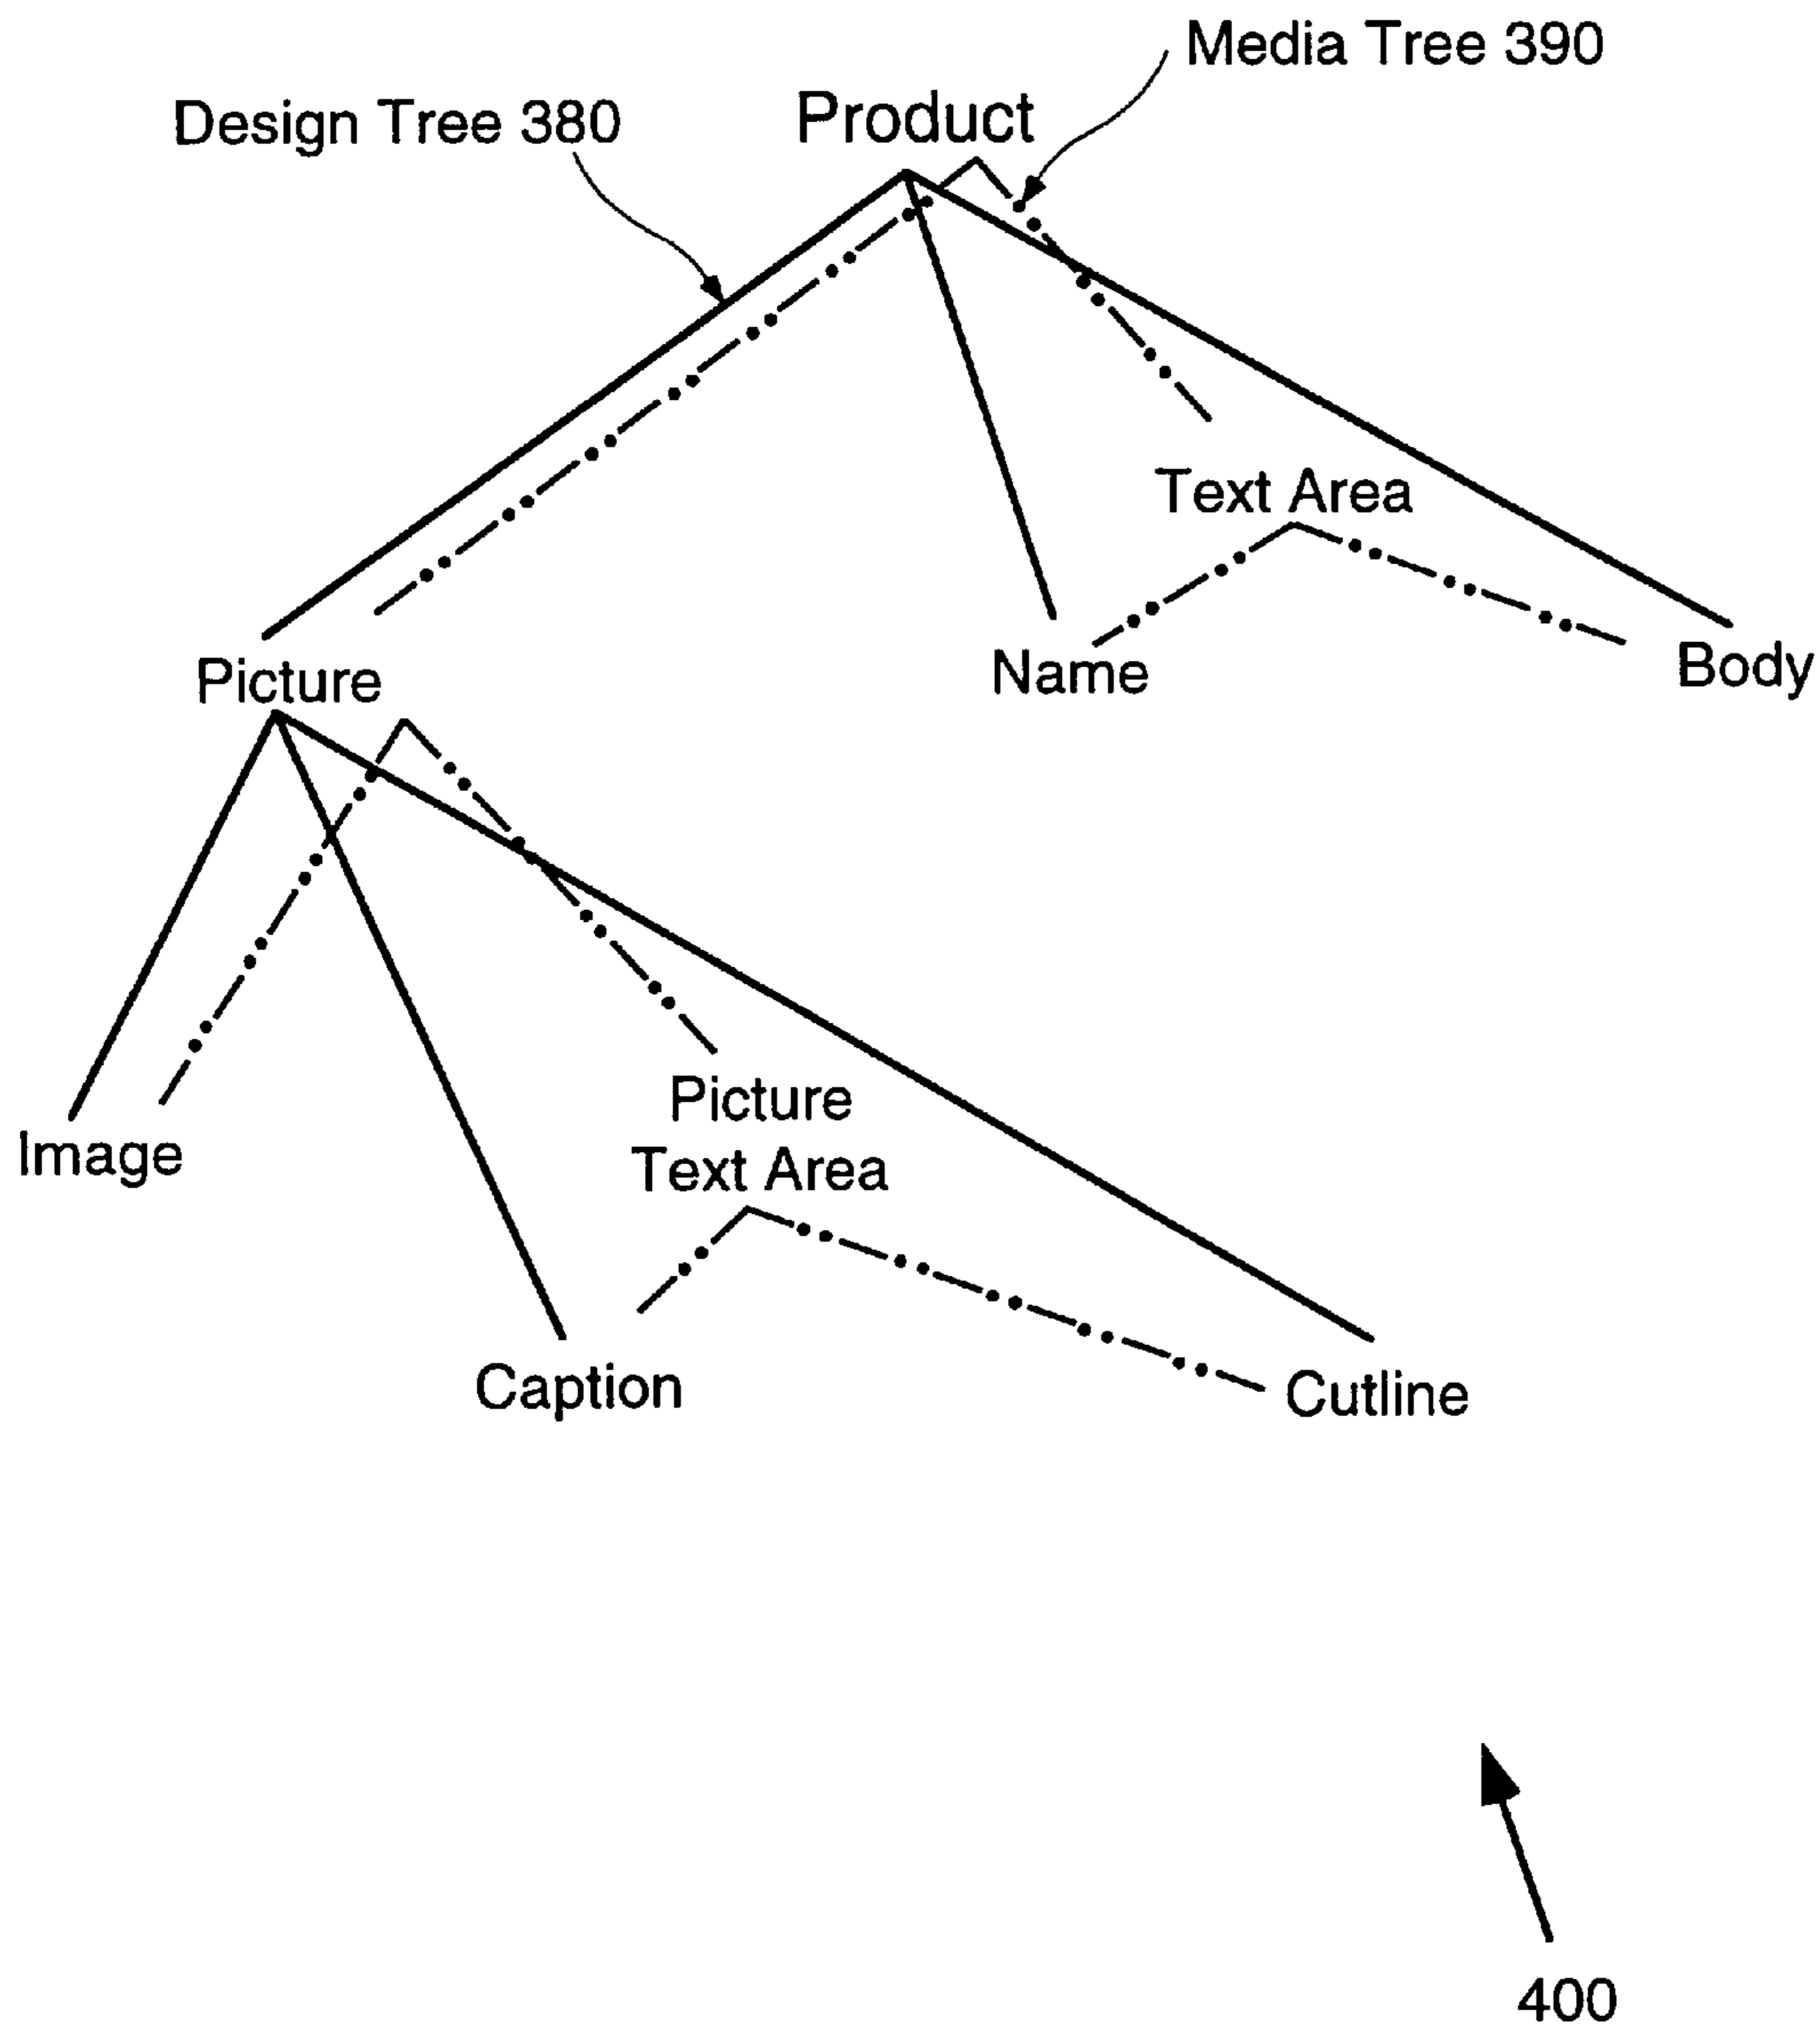 Media Tree 390
Design Tree 380
Product
Text Area
Picture
Name
Body
Picture
Text Area
Image
Caption
Cutline
400